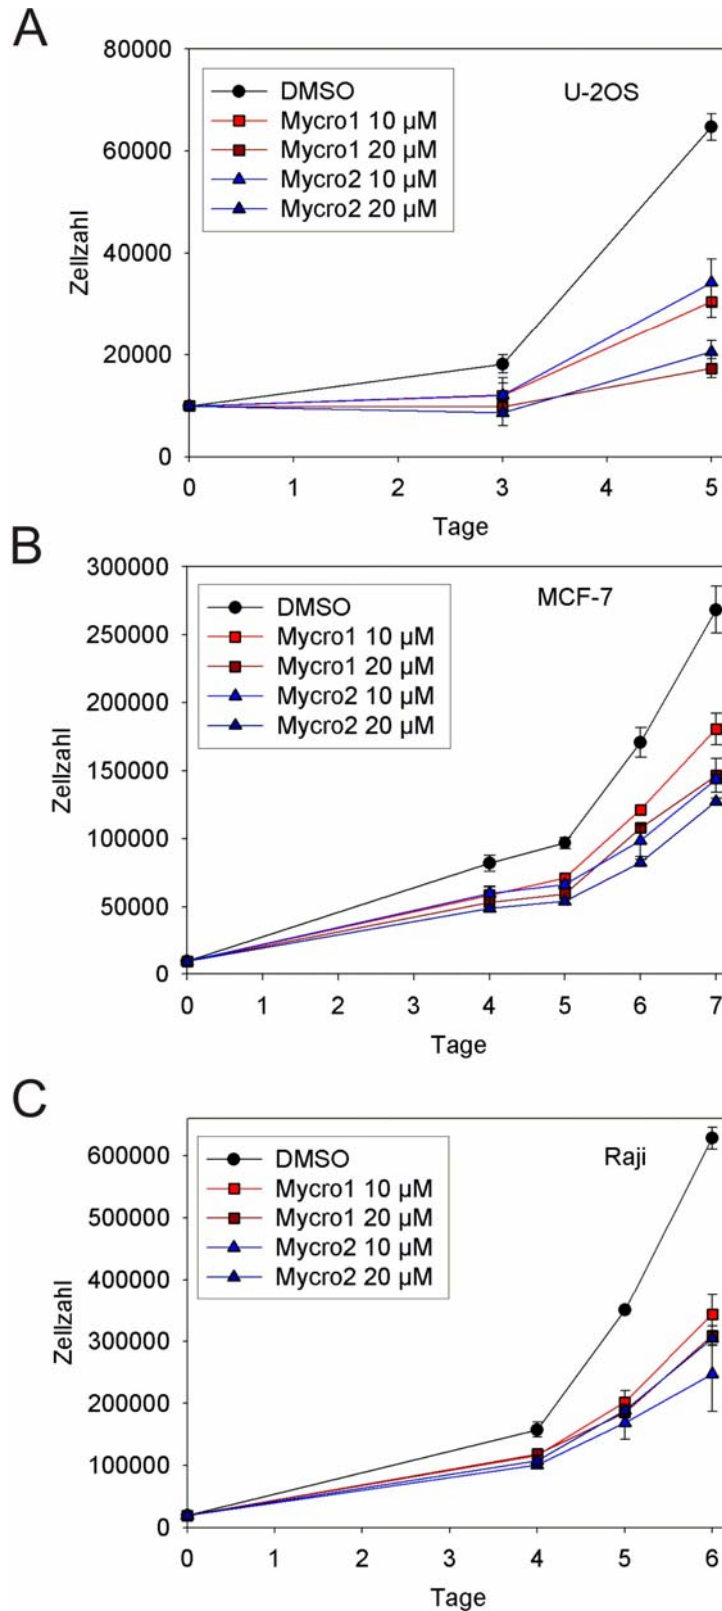 A
80000
60000
40000
20000
0
Zellzahl
DMSO
Mycro1 10 µM
Mycro1 20 µM
Mycro2 10 µM
Mycro2 20 µM
U-2OS
0 1 2 3 4 5
Tage
B
300000
250000
200000
150000
100000
50000
0
Zellzahl
DMSO
Mycro1 10 µM
Mycro1 20 µM
Mycro2 10 µM
Mycro2 20 µM
MCF-7
0 1 2 3 4 5 6 7
Tage
C
600000
500000
400000
300000
200000
100000
0
Zellzahl
DMSO
Mycro1 10 µM
Mycro1 20 µM
Mycro2 10 µM
Mycro2 20 µM
Raji
0 1 2 3 4 5 6
Tage